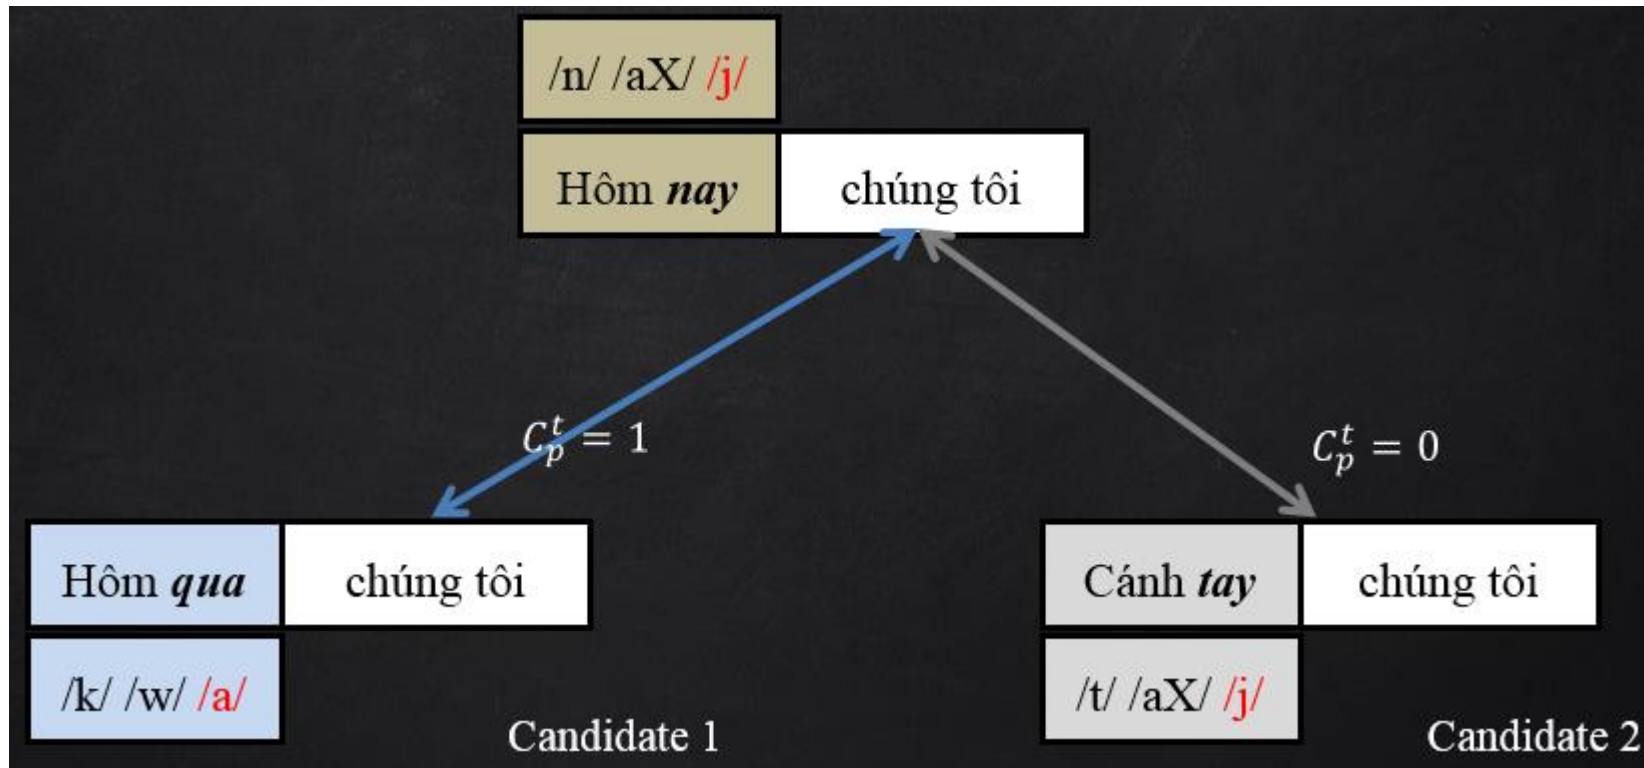 /n/ /aX/ /j/
Hôm nay chúng tôi
C_p^t = 1
C_p^t = 0
Hôm qua chúng tôi
Cánh tay chúng tôi
/k/ /w/ /a/
/t/ /aX/ /j/
Candidate 1
Candidate 2